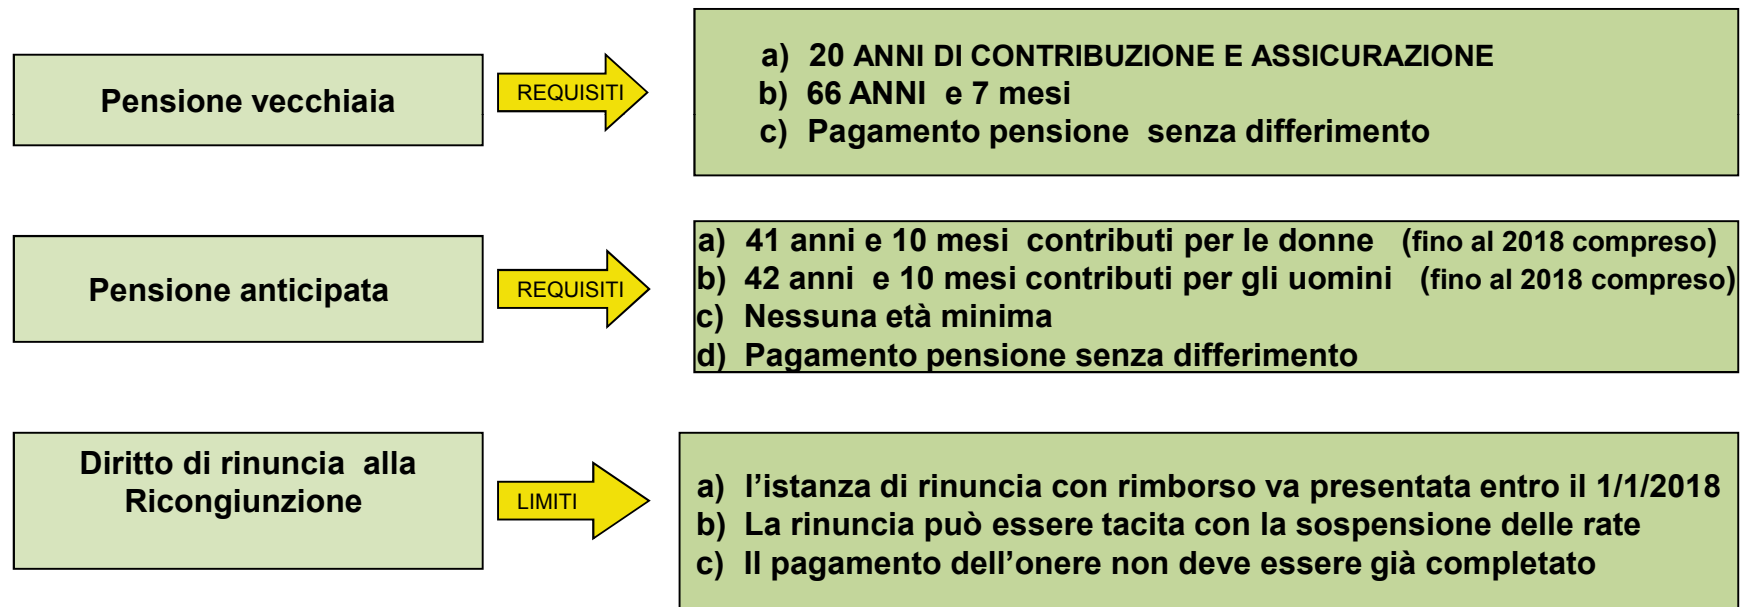 Pensione vecchiaia
REQUISITI
a) 20 ANNI DI CONTRIBUZIONE E ASSICURAZIONE
b) 66 ANNI e 7 mesi
c) Pagamento pensione senza differimento
Pensione anticipata
REQUISITI
a) 41 anni e 10 mesi contributi per le donne (fino al 2018 compreso)
b) 42 anni e 10 mesi contributi per gli uomini (fino al 2018 compreso)
c) Nessuna età minima
d) Pagamento pensione senza differimento
Diritto di rinuncia alla
Ricongiunzione
LIMITI
a) l'istanza di rinuncia con rimborso va presentata entro il 1/1/2018
b) La rinuncia può essere tacita con la sospensione delle rate
c) Il pagamento dell'onere non deve essere già completato